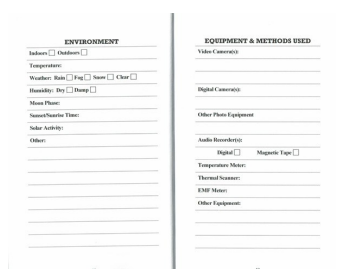 ENVIRONMENT
Indoors Outdoors
Temperature:
Weather: Rain Fog Snow Clear
Humidity: Dry Damp
Moon Phase:
Sunset/Sunrise Time:
Solar Activity:
Other:
EQUIPMENT & METHODS USED
Video Camera(s):
Digital Camera(s):
Other Photo Equipment
Audio Recorder(s):
Digital Magnetic Tape
Temperature Meter:
Thermal Scanner:
EMF Meter:
Other Equipment: